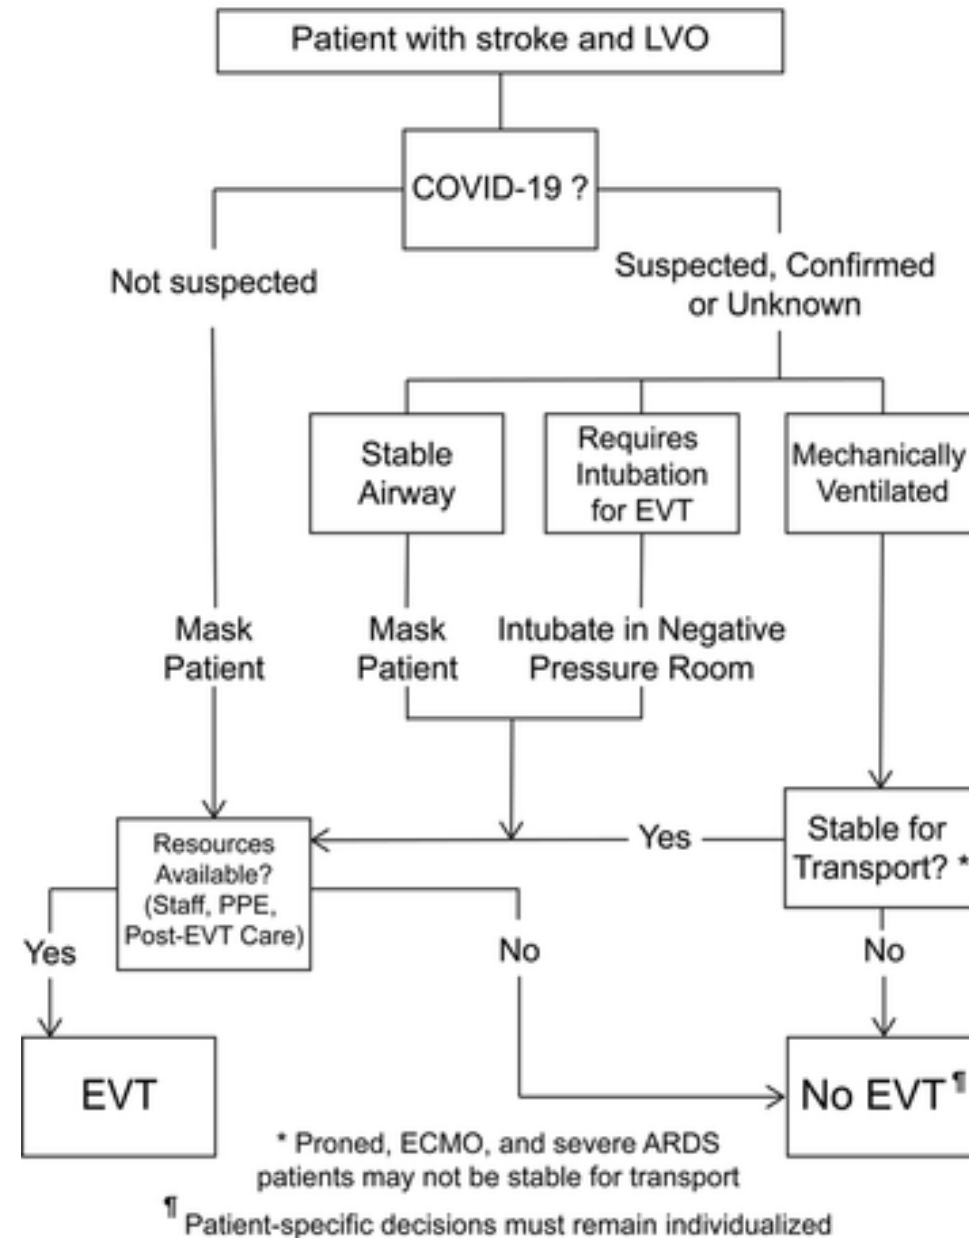 Patient with stroke and LVO
COVID-19 ?
Not suspected
Suspected, Confirmed
or Unknown
Stable
Airway
Requires
Intubation
for EVT
Mechanically
Ventilated
Mask
Patient
Mask
Patient
Intubate in Negative
Pressure Room
Resources
Available?
(Staff, PPE,
Post-EVT Care)
Yes
Stable for
Transport? *
Yes
No
No
EVT
No EVT ¶
* Proned, ECMO, and severe ARDS
patients may not be stable for transport
¶ Patient-specific decisions must remain individualized